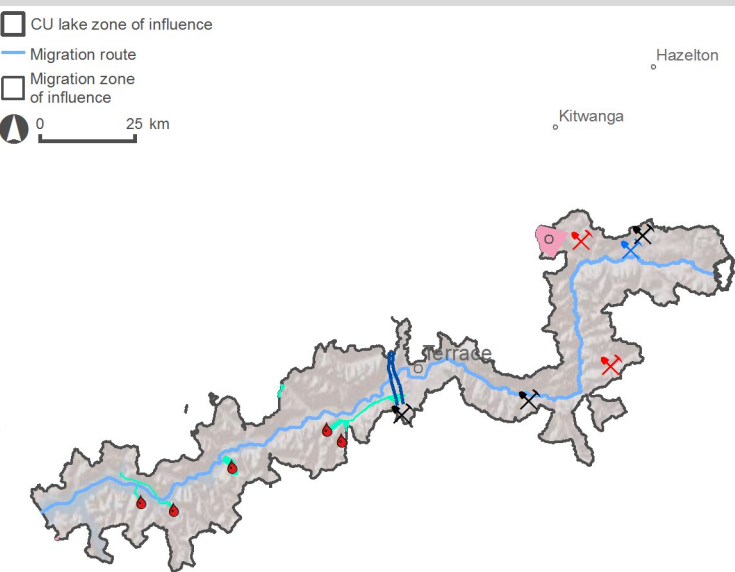 CU lake zone of influence
Migration route
Migration zone
of influence
0 25 km
Hazelton
Kitwanga
Terrace